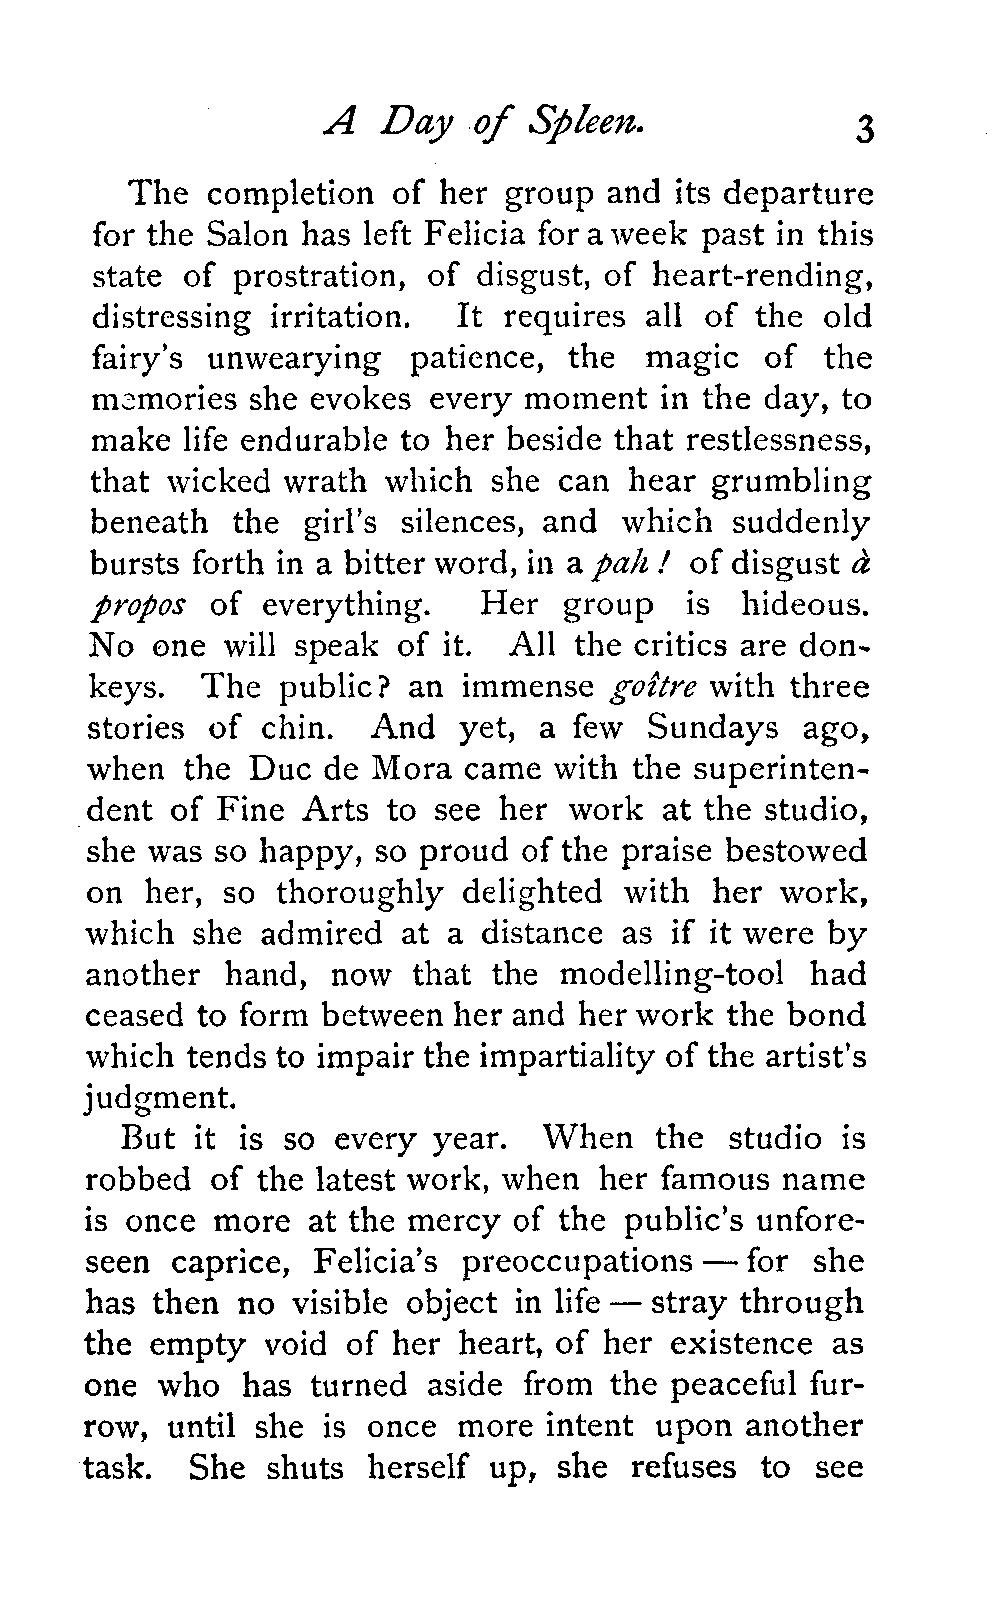 A Day of Spleen. 3
The completion of her group and its departure
for the Salon has left Felicia for a week past in this
state of prostration, of disgust, of heart-rending,
distressing irritation. It requires all of the old
fairy's unwearying patience, the magic of the
memories she evokes every moment in the day, to
make life endurable to her beside that restlessness,
that wicked wrath which she can hear grumbling
beneath the girl's silences, and which suddenly
bursts forth in a bitter word, in a pah! of disgust à
propos of everything. Her group is hideous.
No one will speak of it. All the critics are don-
keys. The public? an immense goître with three
stories of chin. And yet, a few Sundays ago,
when the Duc de Mora came with the superinten-
dent of Fine Arts to see her work at the studio,
she was so happy, so proud of the praise bestowed
on her, so thoroughly delighted with her work,
which she admired at a distance as if it were by
another hand, now that the modelling-tool had
ceased to form between her and her work the bond
which tends to impair the impartiality of the artist's
judgment.
But it is so every year. When the studio is
robbed of the latest work, when her famous name
is once more at the mercy of the public's unfore-
seen caprice, Felicia's preoccupations — for she
has then no visible object in life — stray through
the empty void of her heart, of her existence as
one who has turned aside from the peaceful fur-
row, until she is once more intent upon another
task. She shuts herself up, she refuses to see